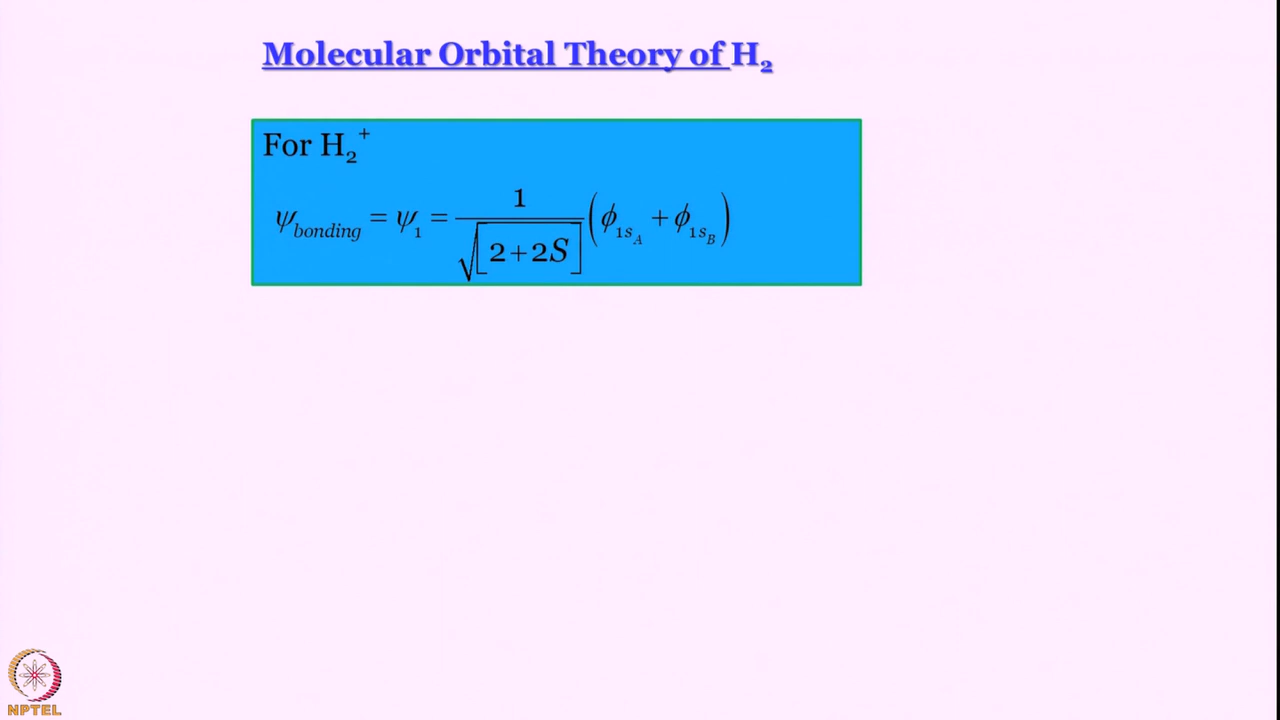 Molecular Orbital Theory of H₂
For H₂⁺
ψ_bonding = ψ₁ = 1/√[2+2S] (ϕ_1s_A + ϕ_1s_B)
NPTEL